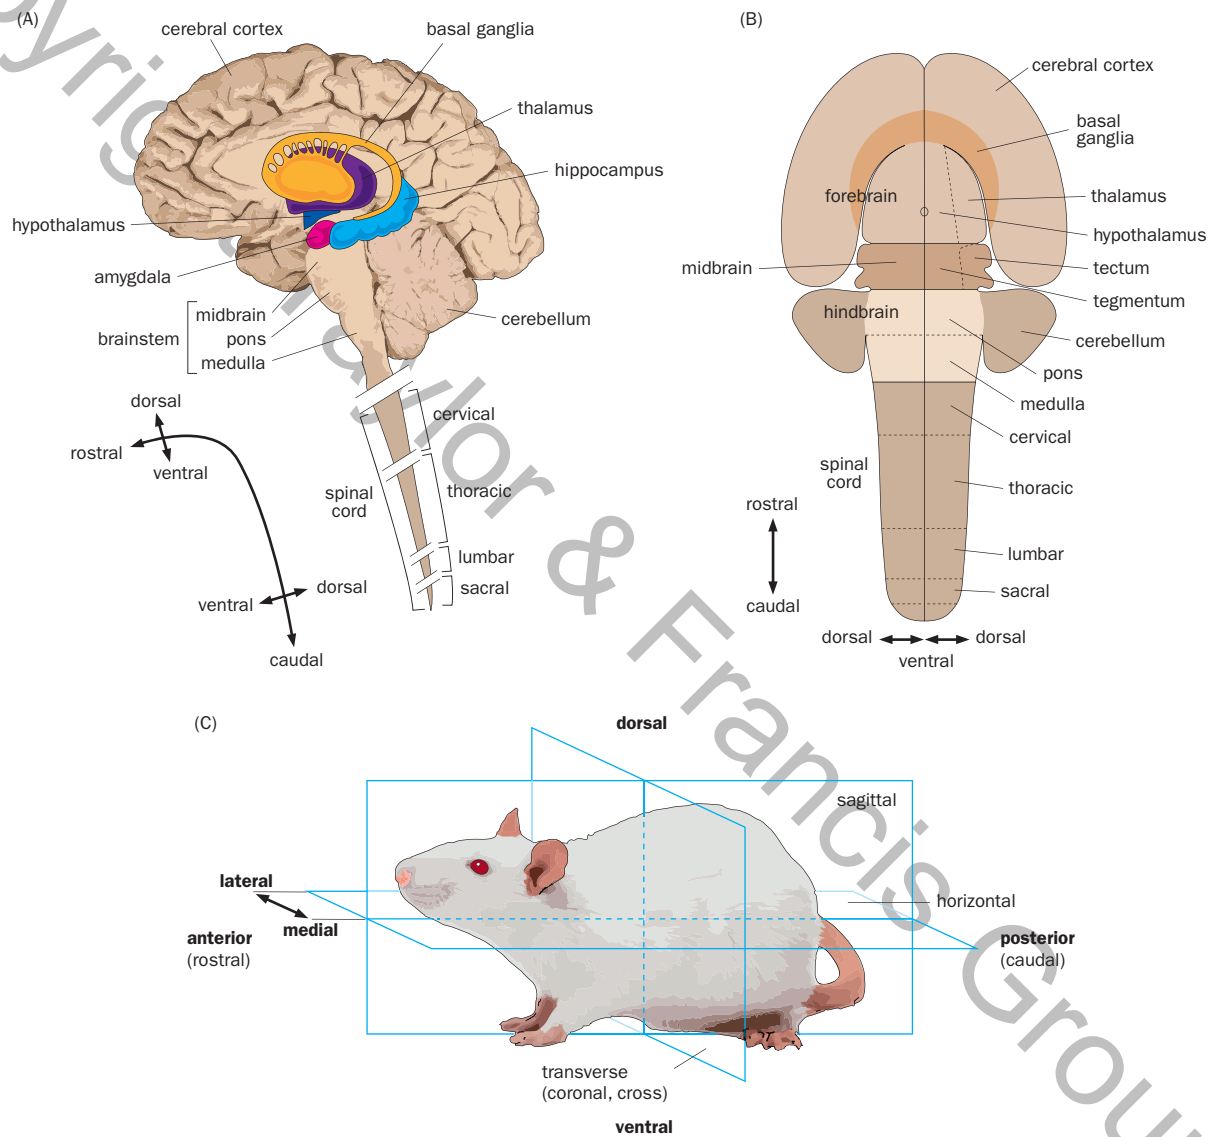 (A)
cerebral cortex
basal ganglia
thalamus
hippocampus
hypothalamus
amygdala
midbrain
brainstem
pons
medulla
cerebellum
dorsal
rostral
ventral
cervical
spinal
cord
thoracic
lumbar
sacral
dorsal
ventral
caudal
(B)
cerebral cortex
basal
ganglia
forebrain
thalamus
hypothalamus
midbrain
tectum
tegmentum
hindbrain
cerebellum
pons
medulla
cervical
spinal
cord
thoracic
rostral
lumbar
caudal
sacral
dorsal
dorsal
ventral
(C)
dorsal
sagittal
lateral
horizontal
medial
anterior
(rostral)
posterior
(caudal)
transverse
(coronal, cross)
ventral